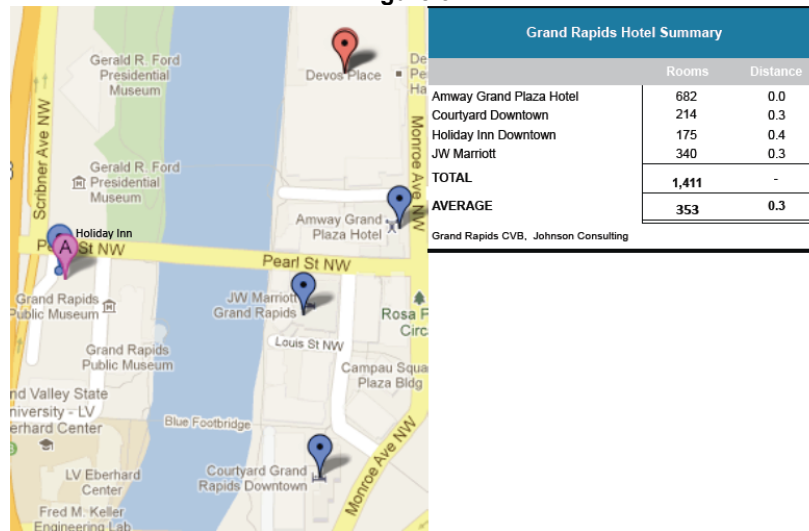 Gerald R. Ford
Presidential
Museum
Devos Place
Scribner Ave NW
Monroe Ave NW
Gerald R. Ford
Presidential
Museum
Amway Grand
Plaza Hotel
Holiday Inn
A
Pearl St NW
JW Marriott
Grand Rapids
Rosa
Grand Rapids
Public Museum
Louis St NW
Grand Rapids
Public Museum
Campau Squa
Plaza Bldg
nd Valley State
niversity - LV
erhard Center
Blue Footbridge
Monroe Ave NW
LV Eberhard
Center
Courtyard Grand
Rapids Downtown
Fred M. Keller
Engineering Lab
Grand Rapids Hotel Summary
Rooms Distance
Amway Grand Plaza Hotel 682 0.0
Courtyard Downtown 214 0.3
Holiday Inn Downtown 175 0.4
JW Marriott 340 0.3
TOTAL 1,411 -
AVERAGE 353 0.3
Grand Rapids CVB, Johnson Consulting